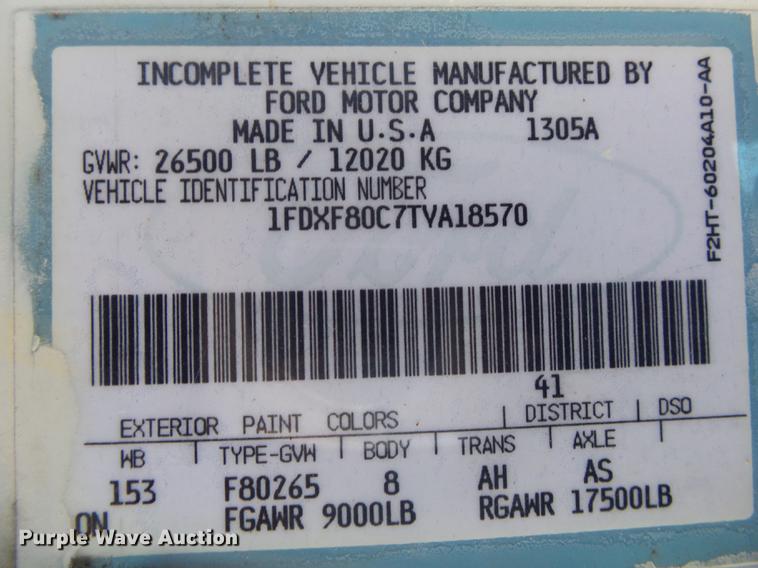 INCOMPLETE VEHICLE MANUFACTURED BY
FORD MOTOR COMPANY
MADE IN U.S.A 1305A
GVWR: 26500 LB / 12020 KG
VEHICLE IDENTIFICATION NUMBER
1FDXF80C7TVA18570
F2HT-60204A10-AA
Ford
41
EXTERIOR PAINT COLORS DISTRICT DSO
WB TYPE-GVW BODY TRANS AXLE
153 F80265 8 AH AS
QN FGAWR 9000LB RGAWR 17500LB
Purple Wave Auction